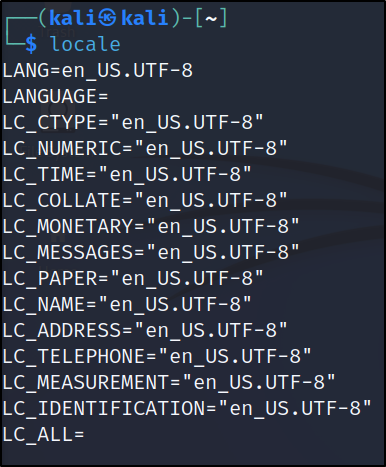 ┌──(kali㉿kali)-[~]
└─$ locale
LANG=en_US.UTF-8
LANGUAGE=
LC_CTYPE="en_US.UTF-8"
LC_NUMERIC="en_US.UTF-8"
LC_TIME="en_US.UTF-8"
LC_COLLATE="en_US.UTF-8"
LC_MONETARY="en_US.UTF-8"
LC_MESSAGES="en_US.UTF-8"
LC_PAPER="en_US.UTF-8"
LC_NAME="en_US.UTF-8"
LC_ADDRESS="en_US.UTF-8"
LC_TELEPHONE="en_US.UTF-8"
LC_MEASUREMENT="en_US.UTF-8"
LC_IDENTIFICATION="en_US.UTF-8"
LC_ALL=